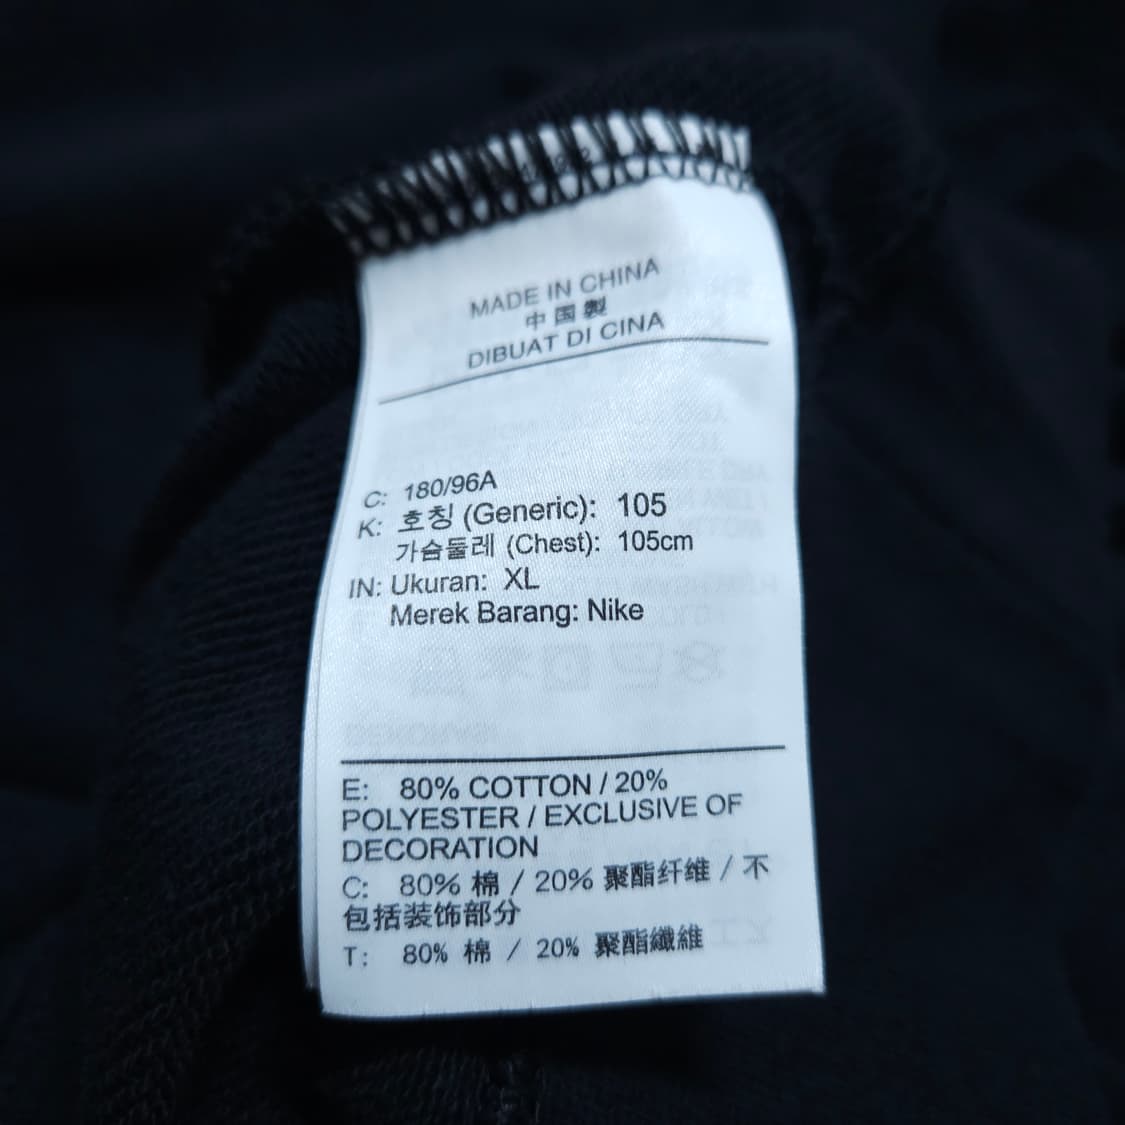 MADE IN CHINA
中国製
DIBUAT DI CINA
C: 180/96A
K: 호칭 (Generic): 105
가슴둘레 (Chest): 105cm
IN: Ukuran: XL
Merek Barang: Nike
E: 80% COTTON / 20%
POLYESTER / EXCLUSIVE OF
DECORATION
C: 80% 棉 / 20% 聚酯纤维 / 不
包括装饰部分
T: 80% 棉 / 20% 聚酯纖維